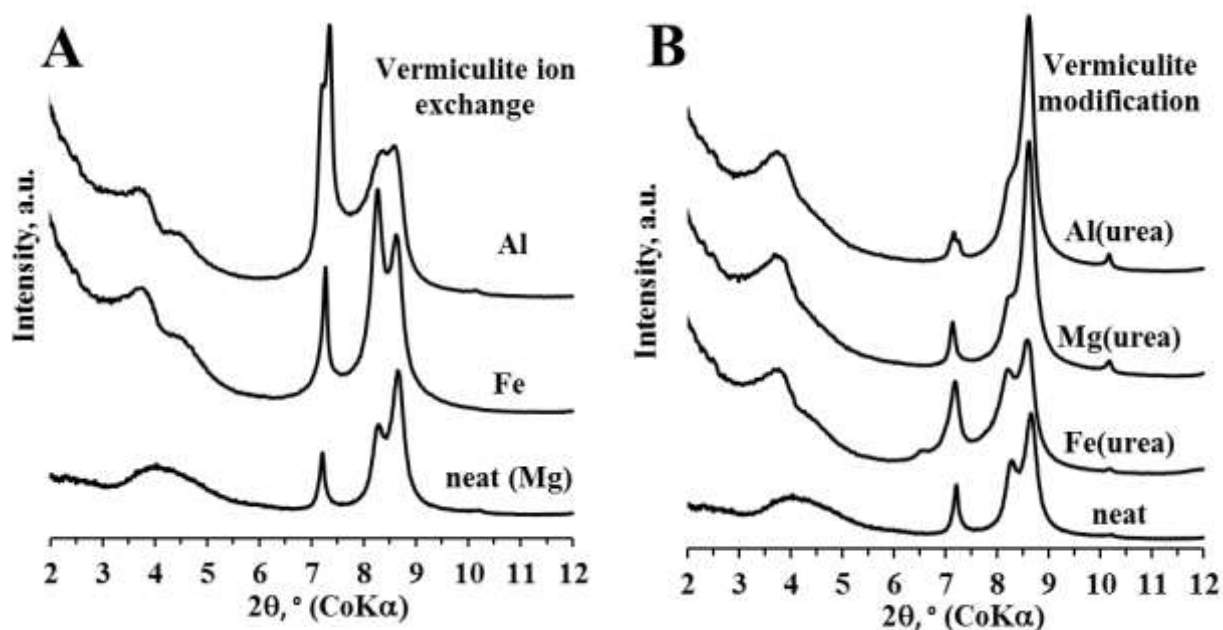 A
Vermiculite ion
exchange
Intensity, a.u.
Al
Fe
neat (Mg)
2 3 4 5 6 7 8 9 10 11 12
2θ, ° (CoKα)
B
Vermiculite
modification
Intensity, a.u.
Al(urea)
Mg(urea)
Fe(urea)
neat
2 3 4 5 6 7 8 9 10 11 12
2θ, ° (CoKα)